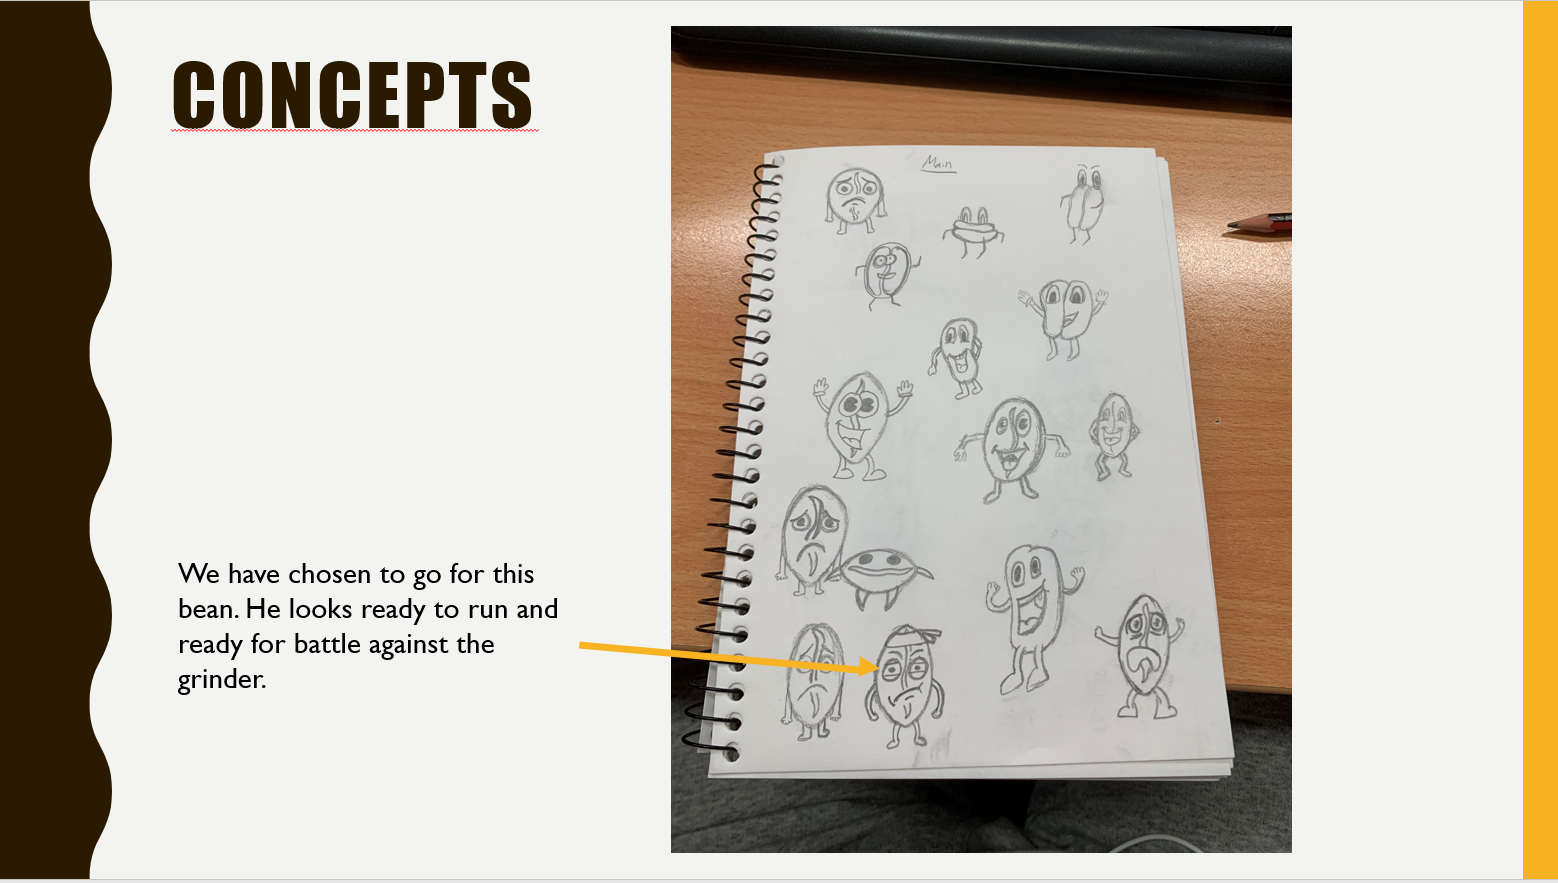 CONCEPTS
We have chosen to go for this
bean. He looks ready to run and
ready for battle against the
grinder.
Main